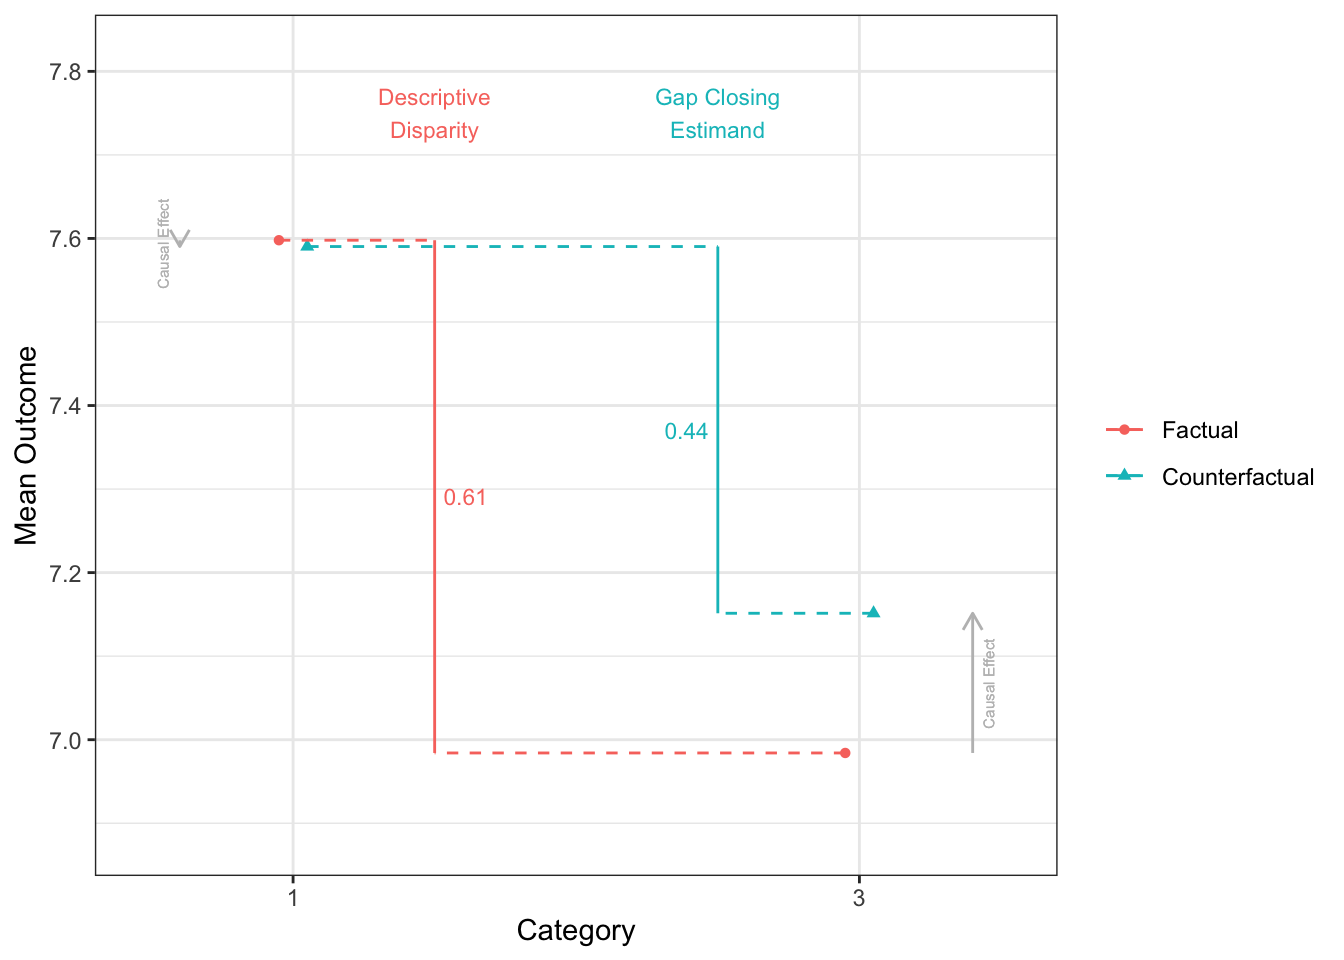 7.8
7.6
7.4
7.2
7.0
Mean Outcome
Descriptive
Disparity
Gap Closing
Estimand
Causal Effect
0.44
0.61
Causal Effect
1
3
Category
Factual
Counterfactual